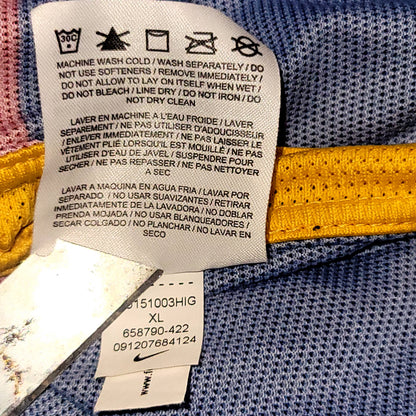 30C
MACHINE WASH COLD / WASH SEPARATELY / DO
NOT USE SOFTENERS / REMOVE IMMEDIATELY /
DO NOT ALLOW TO LAY ON ITSELF WHEN WET /
DO NOT BLEACH / LINE DRY / DO NOT IRON / DO
NOT DRY CLEAN
LAVER EN MACHINE A L'EAU FROIDE / LAVER
SEPAREMENT / NE PAS UTILISER D'ADOUCISSEUR
/ ENLEVER IMMEDIATEMENT / NE PAS LAISSER LE
VÊTEMENT PLIÉ LORSQU'IL EST MOUILLÉ / NE PAS
UTILISER D'EAU DE JAVEL / SUSPENDRE POUR
SECHER / NE PAS REPASSER / NE PAS NETTOYER
A SEC
LAVAR A MAQUINA EN AGUA FRIA / LAVAR POR
SEPARADO / NO USAR SUAVIZANTES / RETIRAR
INMEDIATAMENTE DE LA LAVADORA / NO DOBLAR
PRENDA MOJADA / NO USAR BLANQUEADOR /
SECAR COLGADO / NO PLANCHAR / NO LAVAR EN
SECO
151003HIG
XL
658790-422
091207684124
www.